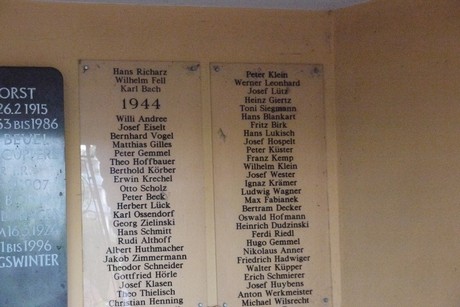 ORST
26.2 1915
33 BIS 1986
1 BIS 1996
GSWINTER
Hans Richarz
Wilhelm Fell
Karl Bach
1944
Willi Andree
Josef Eiselt
Bernhard Vogel
Matthias Gilles
Peter Gemmel
Theo Hoffbauer
Berthold Körber
Erwin Krechel
Otto Scholz
Peter Beek
Herbert Lück
Karl Ossendorf
Georg Zielinski
Hans Schmitt
Rudi Althoff
Albert Huthmacher
Jakob Zimmermann
Theodor Schneider
Gottfried Hörle
Josef Klasen
Theo Thielisch
Christian Henning
Peter Klein
Werner Leonhard
Josef Lütz
Heinz Giertz
Toni Siegmann
Hans Blankart
Fritz Birk
Hans Lukisch
Josef Hospelt
Peter Küster
Franz Kemp
Wilhelm Klein
Josef Wester
Ignaz Krämer
Ludwig Wagner
Max Fabianek
Bertram Decker
Oswald Hofmann
Heinrich Dudzinski
Ferdi Riedl
Hugo Gemmel
Nikolaus Anner
Friedrich Hadwiger
Walter Küpper
Erich Schmerer
Josef Huybens
Anton Werkmeister
Michael Wilsrecht